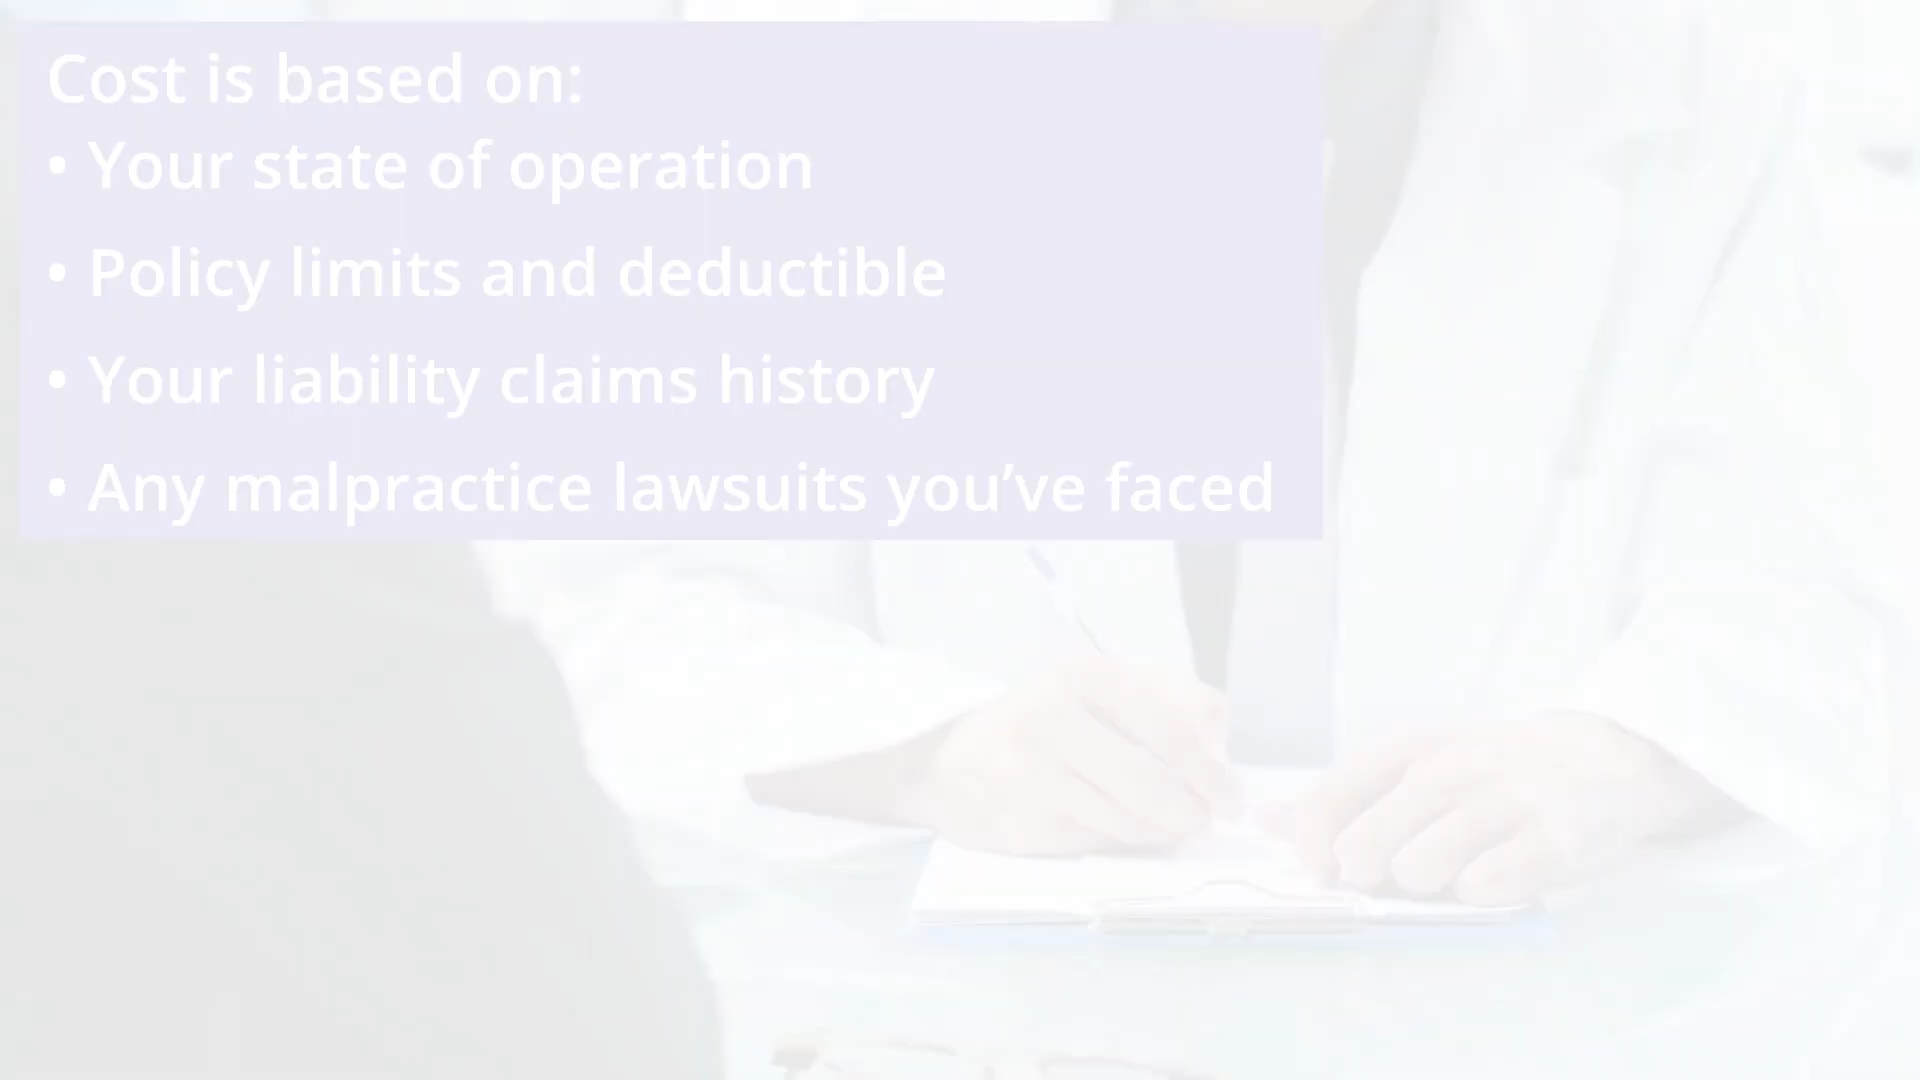 Cost is based on:
• Your state of operation
• Policy limits and deductible
• Your liability claims history
• Any malpractice lawsuits you’ve faced